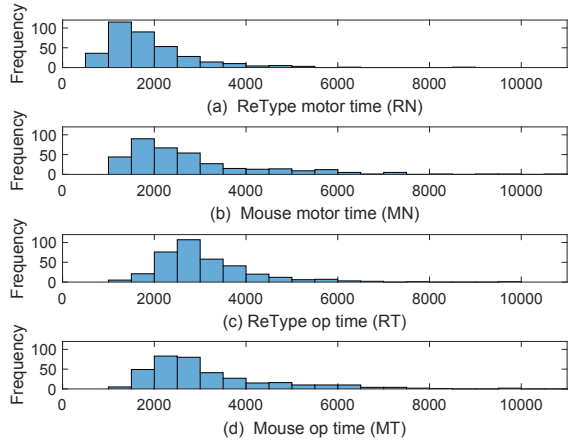 Frequency
100
50
0
0 2000 4000 6000 8000 10000
(a) ReType motor time (RN)
Frequency
100
50
0
0 2000 4000 6000 8000 10000
(b) Mouse motor time (MN)
Frequency
100
50
0
0 2000 4000 6000 8000 10000
(c) ReType op time (RT)
Frequency
100
50
0
0 2000 4000 6000 8000 10000
(d) Mouse op time (MT)